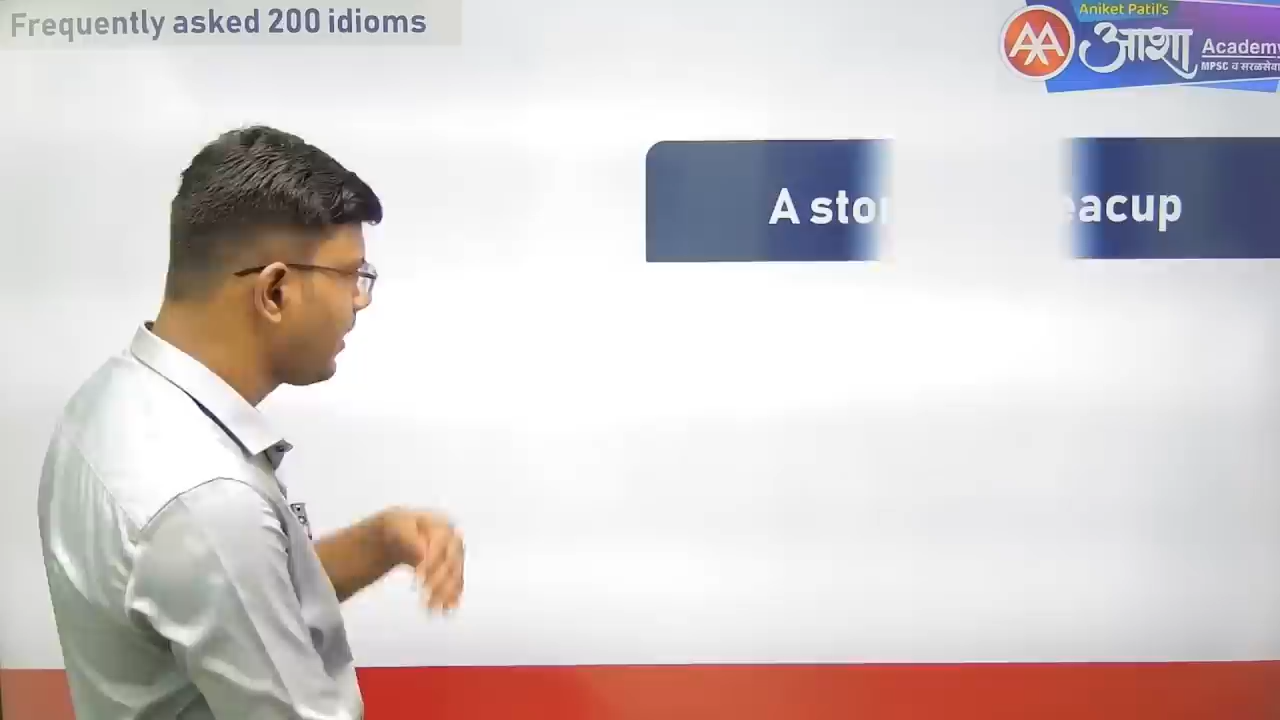 Frequently asked 200 idioms
Aniket Patil's
आशा Academy
MPSC व सरळसेवा
A sto eacup